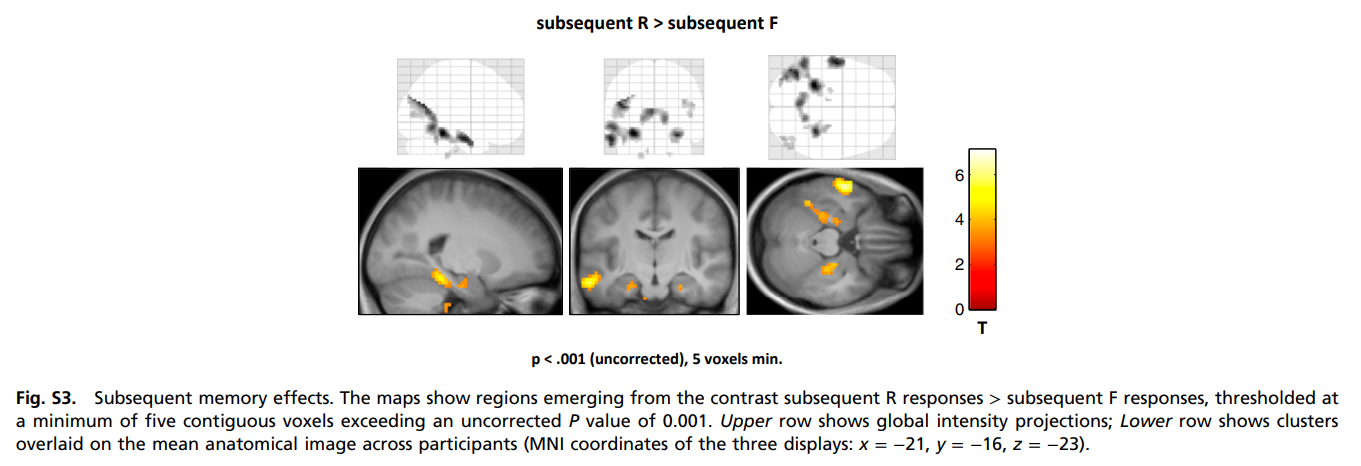 subsequent R > subsequent F
6
4
2
0
T
p < .001 (uncorrected), 5 voxels min.
Fig. S3. Subsequent memory effects. The maps show regions emerging from the contrast subsequent R responses > subsequent F responses, thresholded at
a minimum of five contiguous voxels exceeding an uncorrected P value of 0.001. Upper row shows global intensity projections; Lower row shows clusters
overlaid on the mean anatomical image across participants (MNI coordinates of the three displays: x = −21, y = −16, z = −23).